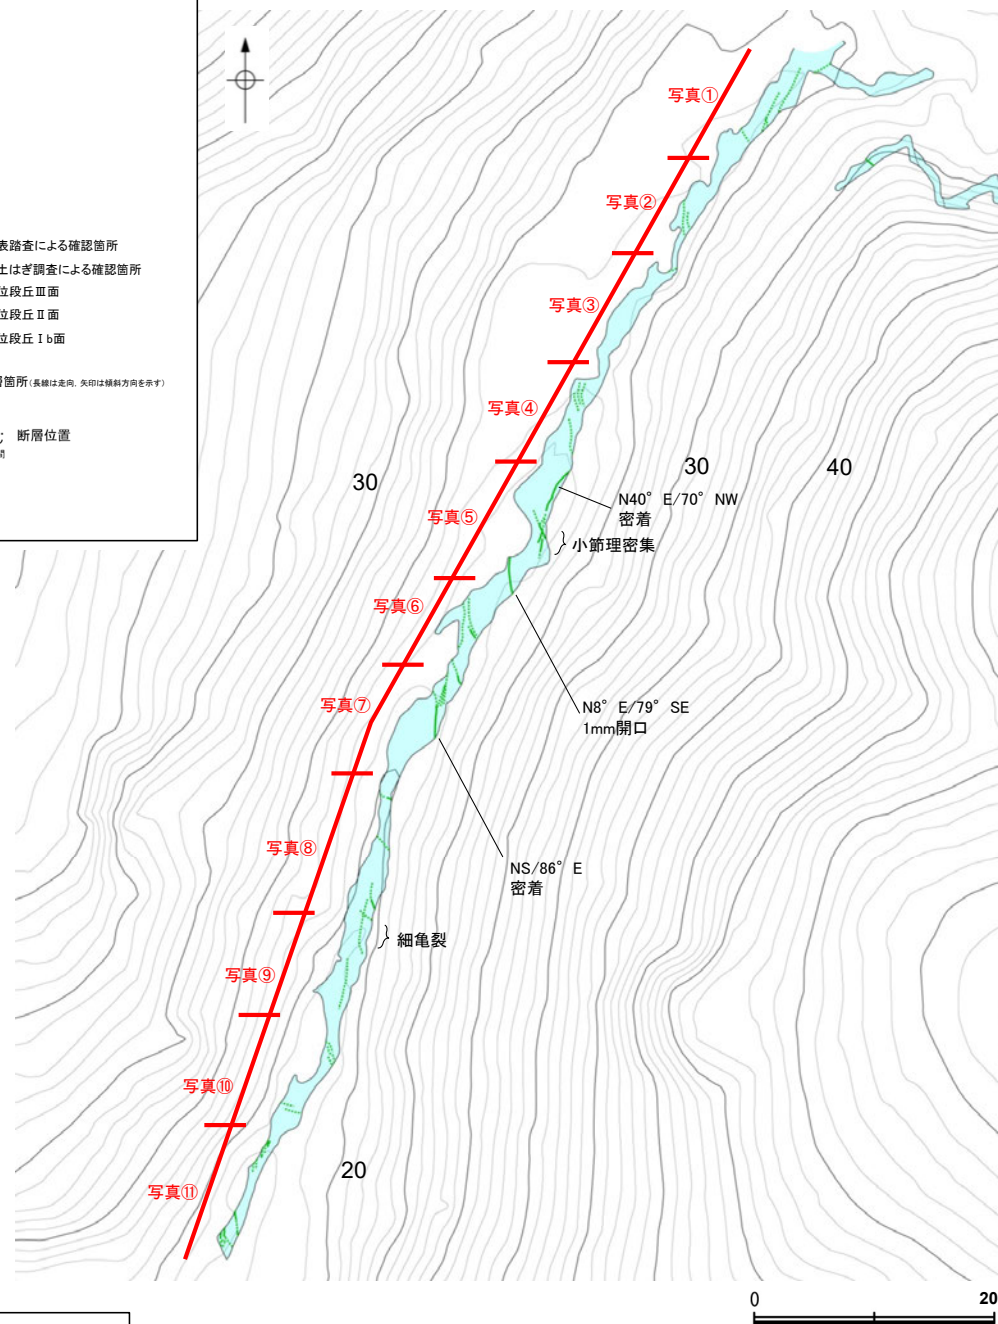 表踏査による確認箇所
土はぎ調査による確認箇所
位段丘Ⅲ面
位段丘Ⅱ面
位段丘Ⅰb面
箇所(長線は走向、矢印は傾斜方向を示す)
; 断層位置
写真①
写真②
写真③
写真④
写真⑤
写真⑥
写真⑦
写真⑧
写真⑨
写真⑩
写真⑪
30
30
40
N40°E/70°NW
密着
小節理密集
N8°E/79°SE
1mm開口
NS/86°E
密着
細亀裂
20
0
20